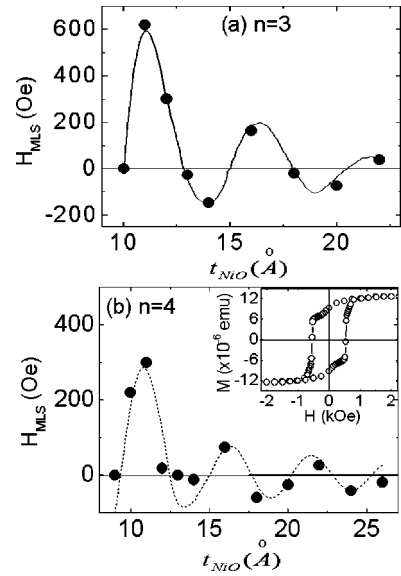 600
400
200
0
-200
H_MLS (Oe)
(a) n=3
10 15 20
t_NiO (Å)
400
200
0
H_MLS (Oe)
(b) n=4
12
6
0
-6
-12
M (x10⁻⁶ emu)
-2 -1 0 1 2
H (kOe)
10 15 20 25
t_NiO (Å)